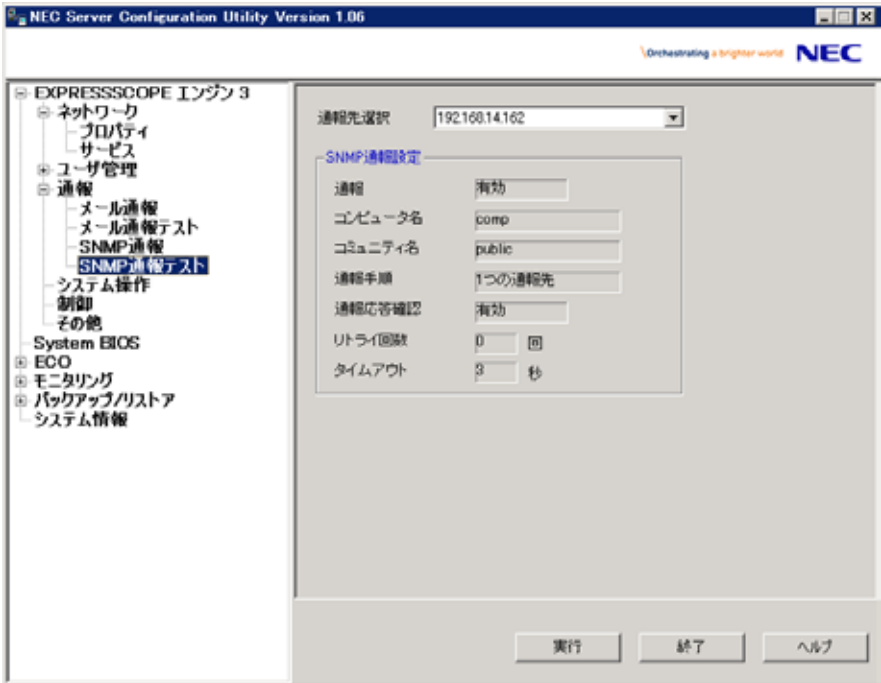 NEC Server Configuration Utility Version 1.06
\Orchestrating a brighter world NEC
EXPRESSSCOPE エンジン 3
ネットワーク
プロパティ
サービス
ユーザ管理
通報
メール通報
メール通報テスト
SNMP通報
SNMP通報テスト
システム操作
制御
その他
System BIOS
ECO
モニタリング
バックアップ/リストア
システム情報
通報先選択 192.168.14.162
SNMP通報設定
通報 有効
コンピュータ名 comp
コミュニティ名 public
通報手順 1つの通報先
通報応答確認 有効
リトライ回数 0 回
タイムアウト 3 秒
実行 終了 ヘルプ